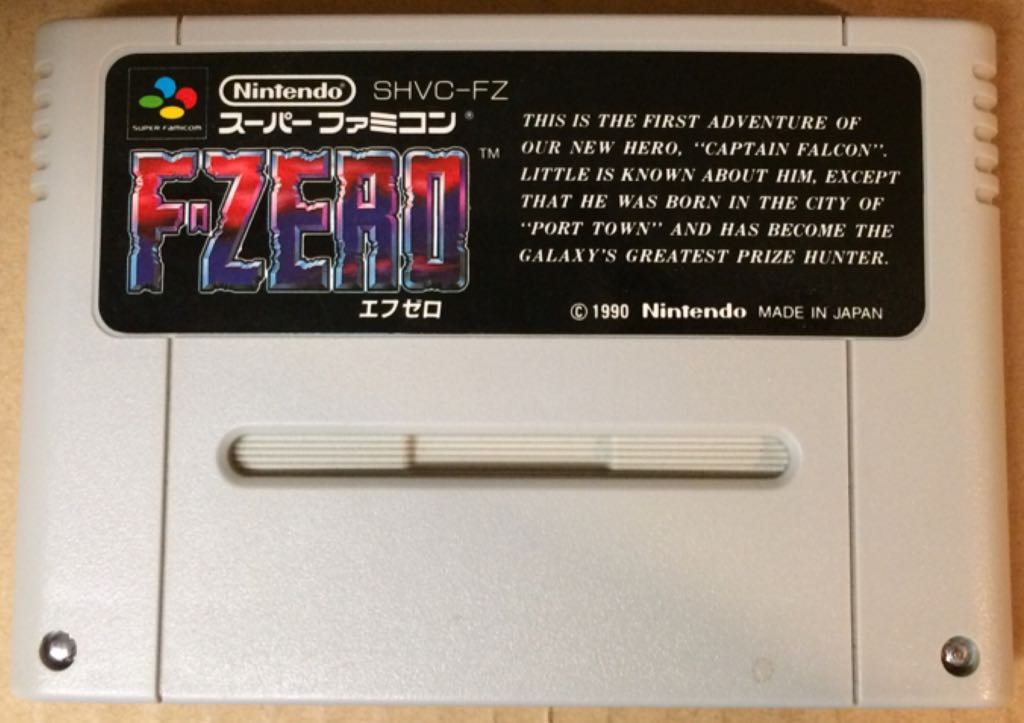 Nintendo® SHVC-FZ
SUPER FAMICOM
スーパーファミコン®
F-ZERO™
エフゼロ
THIS IS THE FIRST ADVENTURE OF
OUR NEW HERO, "CAPTAIN FALCON".
LITTLE IS KNOWN ABOUT HIM, EXCEPT
THAT HE WAS BORN IN THE CITY OF
"PORT TOWN" AND HAS BECOME THE
GALAXY'S GREATEST PRIZE HUNTER.
© 1990 Nintendo MADE IN JAPAN